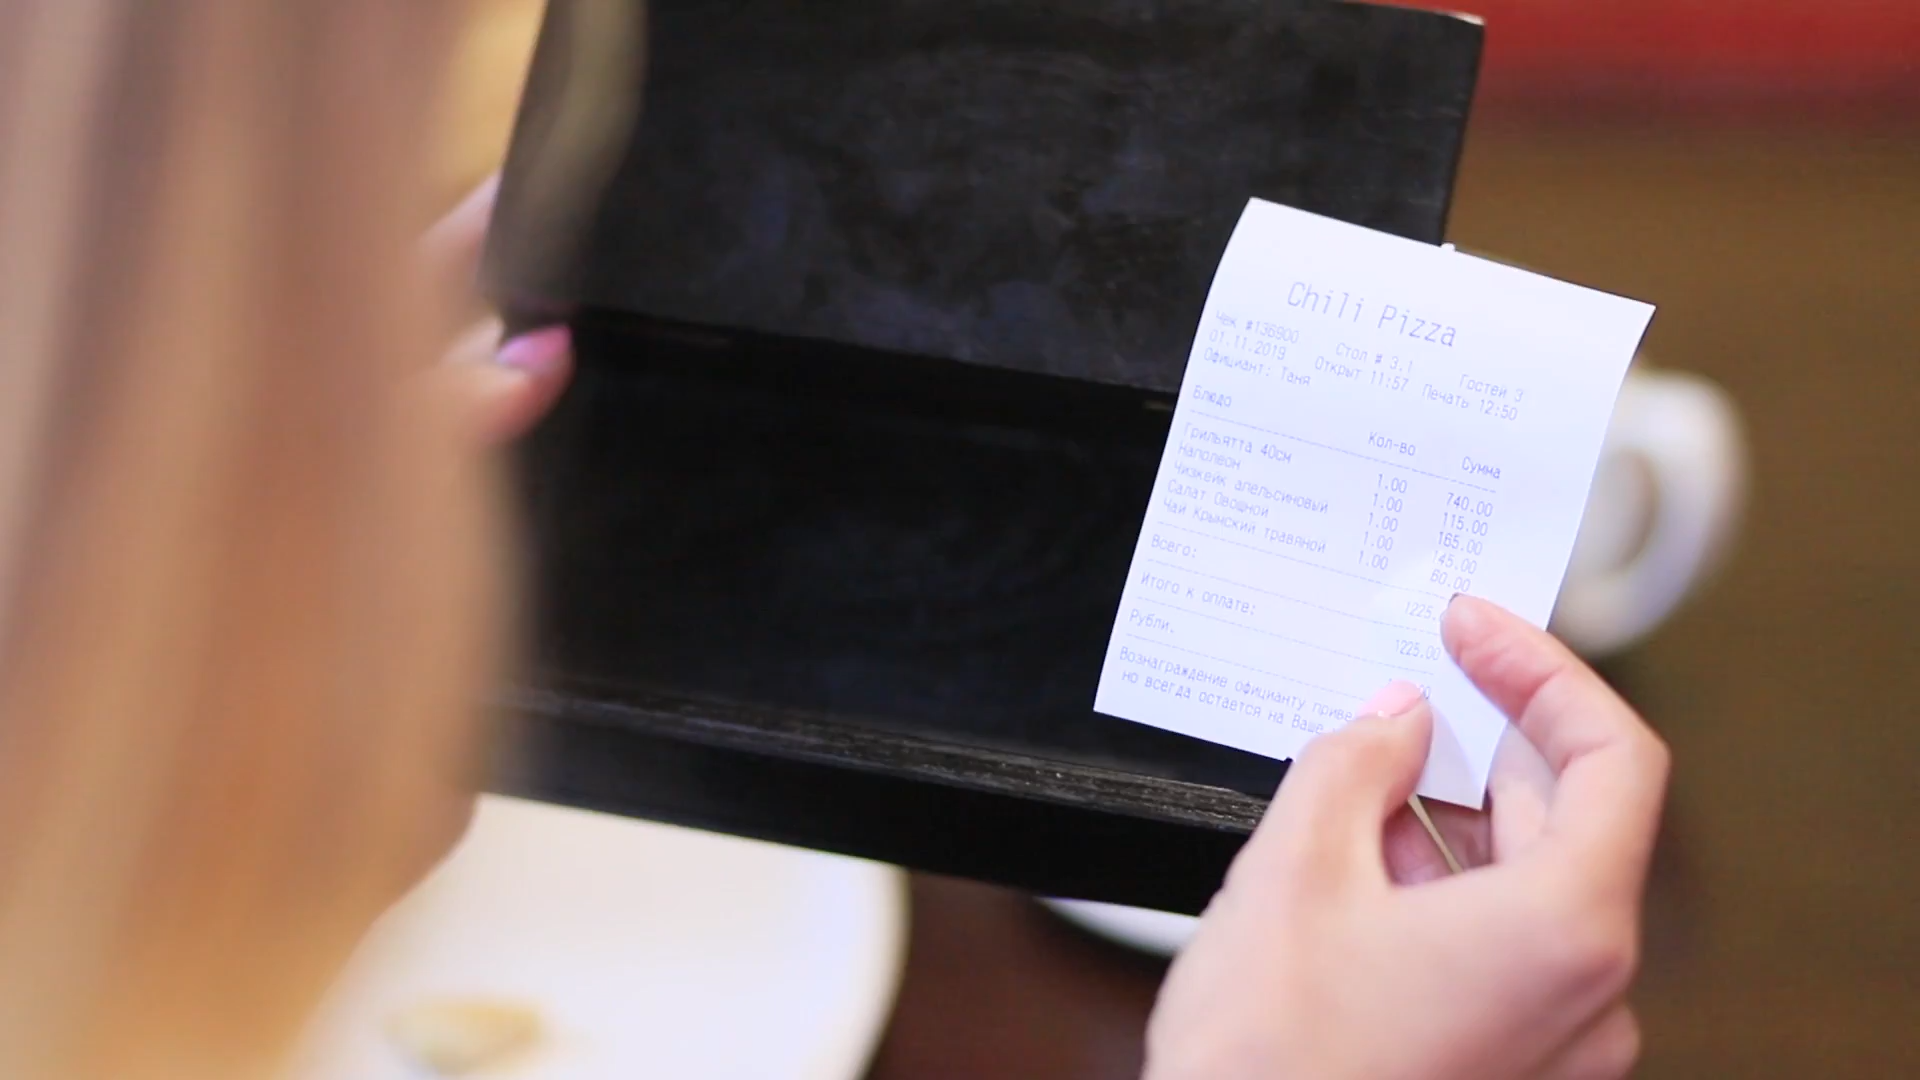 Chili Pizza
Чек #136900 Стол # 3.1 Гостей 3
01.11.2019 Открыт 11:57 Печать 12:50
Официант: Таня
Блюдо Кол-во Сумма
Грильятта 40см 1.00 740.00
Наполеон 1.00 115.00
Чизкейк апельсиновый 1.00 165.00
Салат Овощной 1.00 145.00
Чай Крымский травяной 1.00 60.00
Всего: 1225.
Итого к оплате: 1225.00
Рубли.
Вознаграждение официанту приве
но всегда остается на Ваше